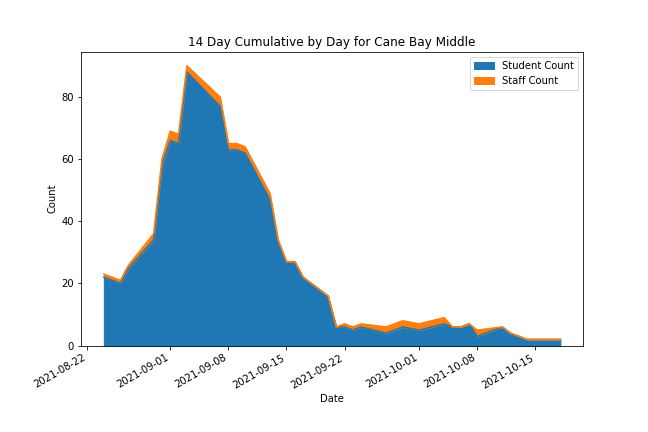 14 Day Cumulative by Day for Cane Bay Middle
Student Count
Staff Count
Count
80
60
40
20
0
2021-08-22
2021-09-01
2021-09-08
2021-09-15
2021-09-22
2021-10-01
2021-10-08
2021-10-15
Date